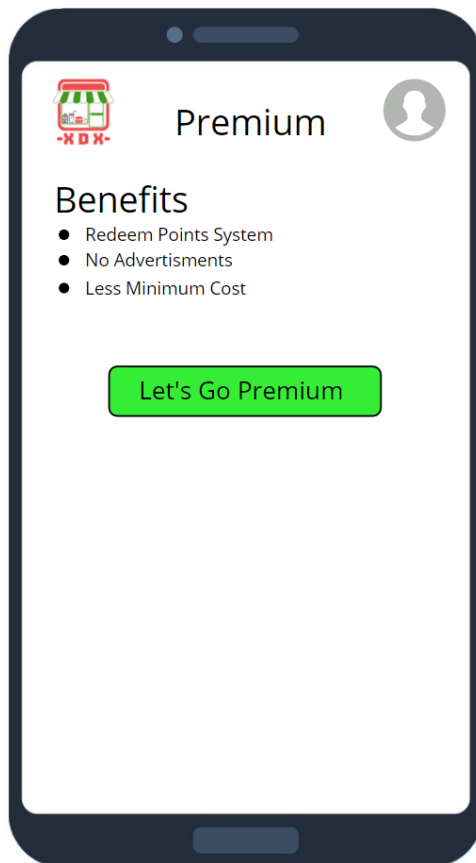 -XDX-
Premium
Benefits
● Redeem Points System
● No Advertisments
● Less Minimum Cost
Let's Go Premium